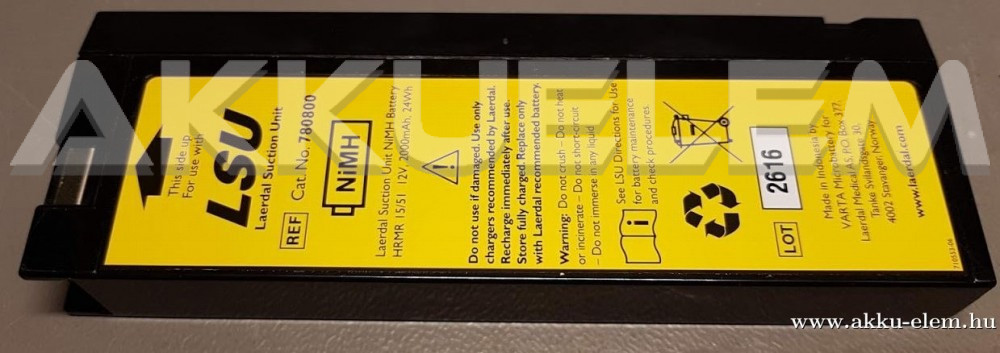 This side up
For use with
LSU
Laerdal Suction Unit
REF Cat. No. 780800
NiMH
Laerdal Suction Unit NiMH Battery
HRMR 15/51 12V 2000mAh, 24Wh
Do not use if damaged. Use only
chargers recommended by Laerdal.
Recharge immediately after use.
Store fully charged. Replace only
with Laerdal recommended battery.
Warning: Do not crush – Do not heat
or incinerate – Do not short-circuit
– Do not immerse in any liquid
See LSU Directions for Use
for battery maintenance
and check procedures
LOT 2616
Made in Indonesia by
VARTA Microbattery for
Laerdal Medical AS, P.O. Box 377,
Tanke Svilandsgate 30,
4002 Stavanger, Norway
www.laerdal.com
AKKUELEM
www.akku-elem.hu